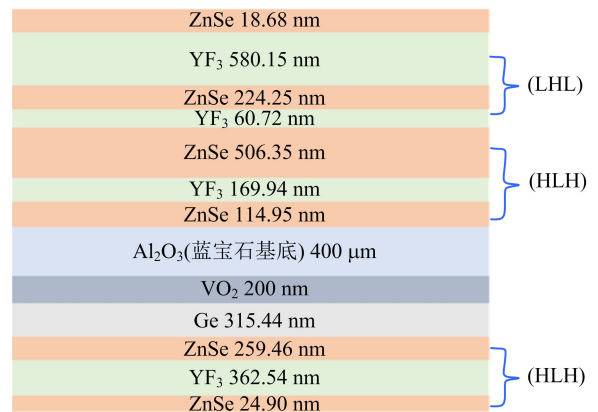 ZnSe 18.68 nm
YF₃ 580.15 nm
(LHL)
ZnSe 224.25 nm
YF₃ 60.72 nm
ZnSe 506.35 nm
(HLH)
YF₃ 169.94 nm
ZnSe 114.95 nm
Al₂O₃(蓝宝石基底) 400 μm
VO₂ 200 nm
Ge 315.44 nm
ZnSe 259.46 nm
YF₃ 362.54 nm
(HLH)
ZnSe 24.90 nm